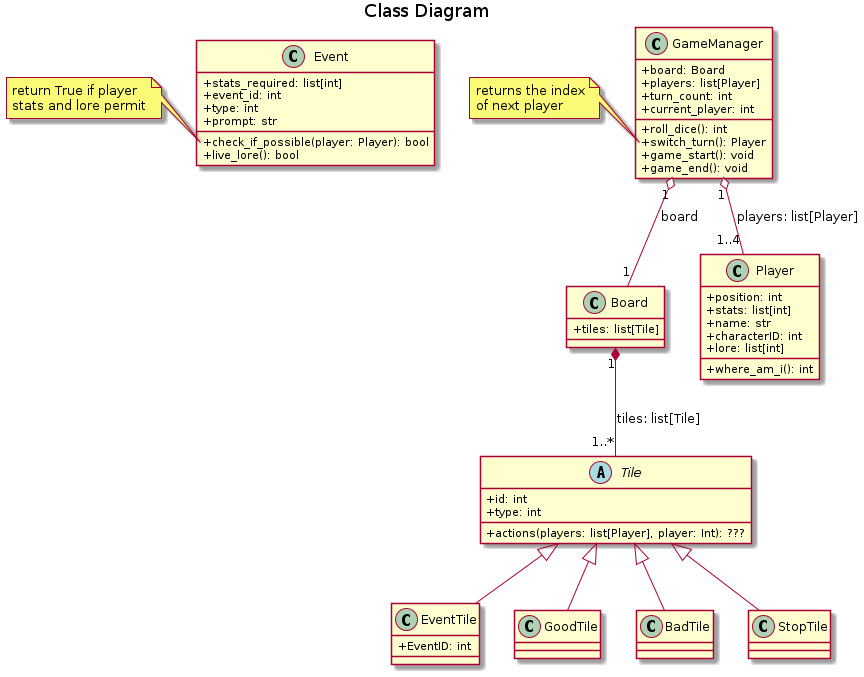 Class Diagram
C Event
+stats_required: list[int]
+event_id: int
+type: int
+prompt: str
+check_if_possible(player: Player): bool
+live_lore(): bool
return True if player
stats and lore permit
C GameManager
+board: Board
+players: list[Player]
+turn_count: int
+current_player: int
+roll_dice(): int
+switch_turn(): Player
+game_start(): void
+game_end(): void
returns the index
of next player
1
board
1
1
players: list[Player]
1..4
C Board
+tiles: list[Tile]
C Player
+position: int
+stats: list[int]
+name: str
+characterID: int
+lore: list[int]
+where_am_i(): int
1
tiles: list[Tile]
1..*
A Tile
+id: int
+type: int
+actions(players: list[Player], player: Int): ???
C EventTile
+EventID: int
C GoodTile
C BadTile
C StopTile